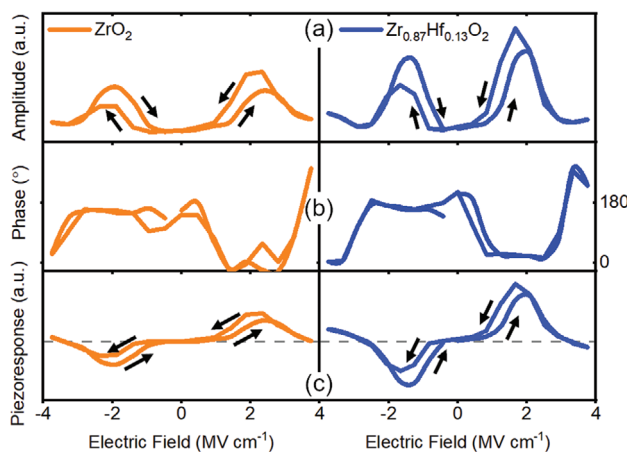 ZrO2
(a)
Zr0.87Hf0.13O2
Amplitude (a.u.)
Phase (°)
(b)
180
0
Piezoresponse (a.u.)
(c)
-4 -2 0 2 4 -2 0 2 4
Electric Field (MV cm-1) Electric Field (MV cm-1)